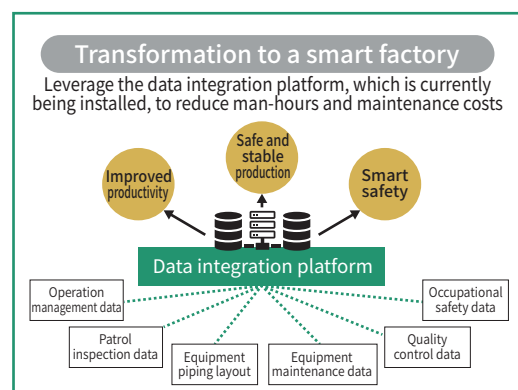 Transformation to a smart factory
Leverage the data integration platform, which is currently
being installed, to reduce man-hours and maintenance costs
Safe and
stable
production
Improved
productivity
Smart
safety
Data integration platform
Operation
management data
Occupational
safety data
Patrol
inspection data
Quality
control data
Equipment
piping layout
Equipment
maintenance data